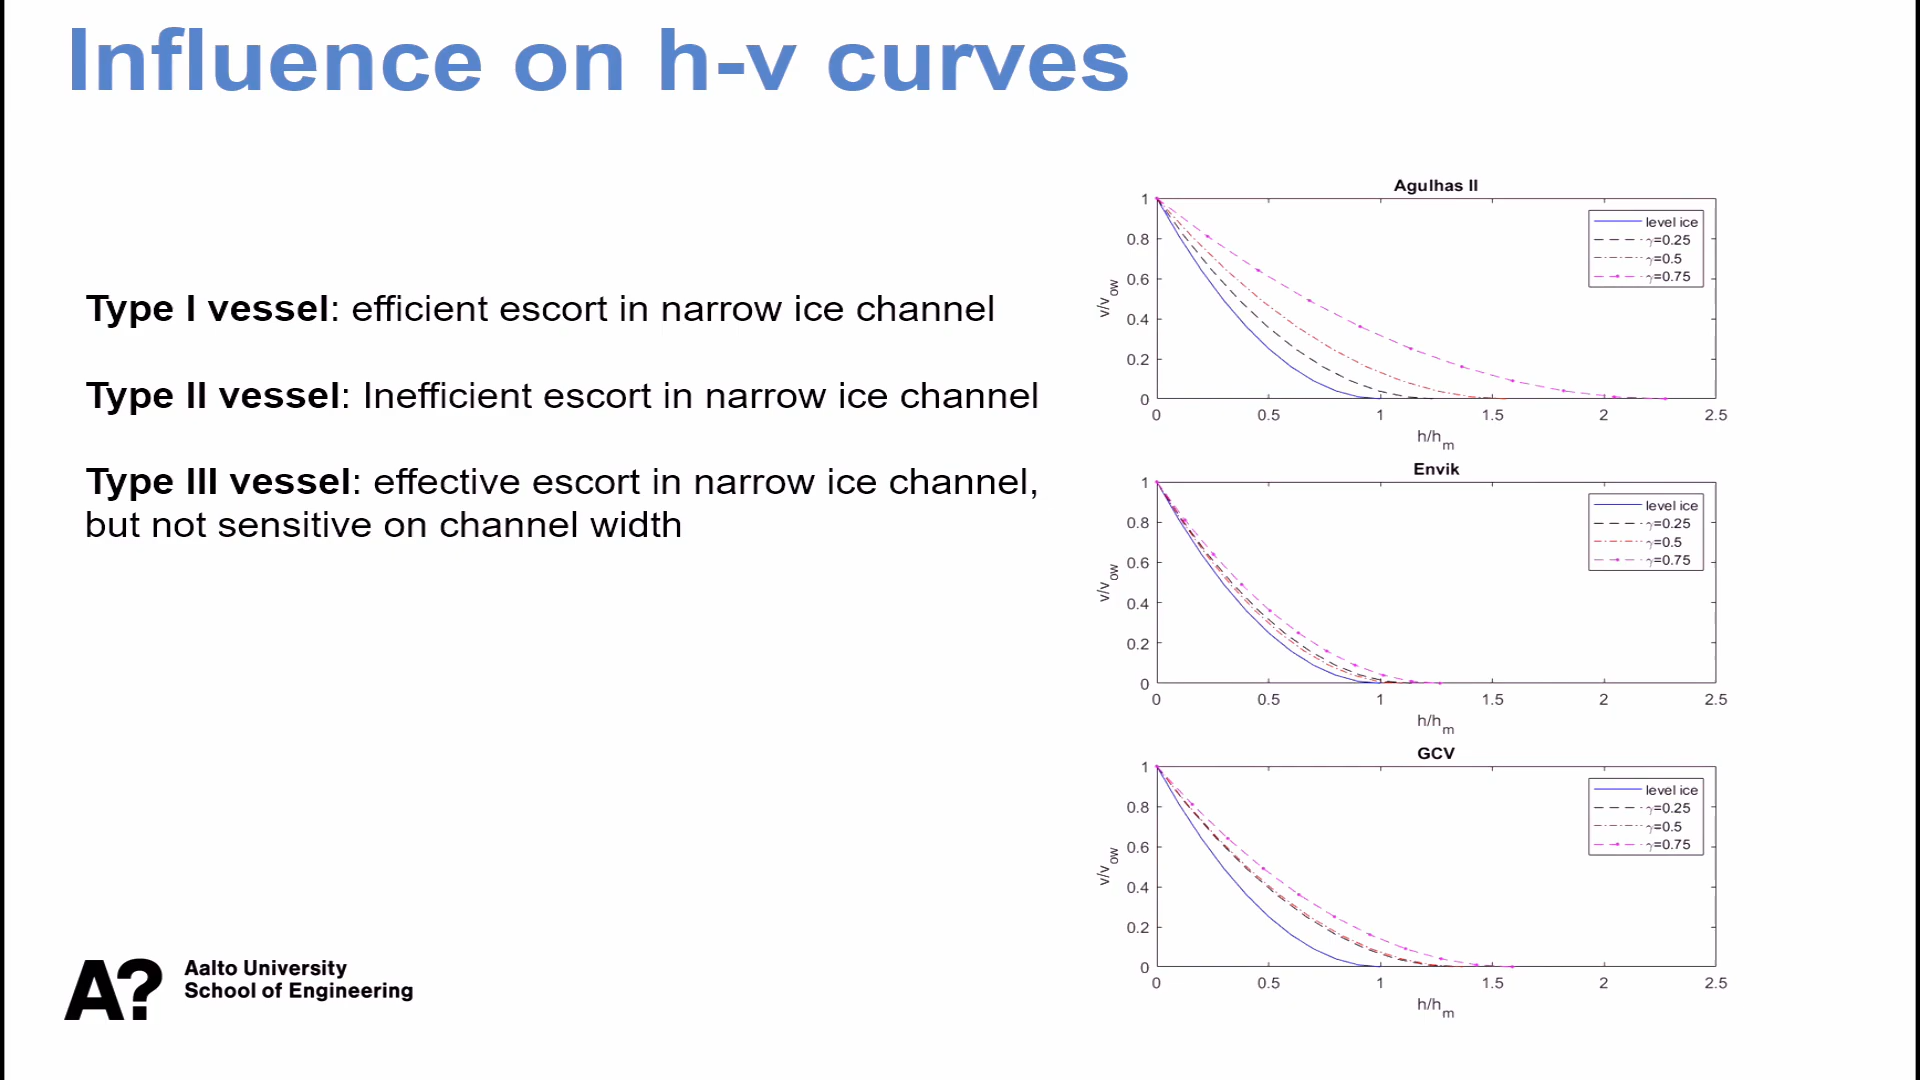 Influence on h-v curves
Type I vessel: efficient escort in narrow ice channel
Type II vessel: Inefficient escort in narrow ice channel
Type III vessel: effective escort in narrow ice channel,
but not sensitive on channel width
Aalto University
School of Engineering
A?
Agulhas II
level ice
γ=0.25
γ=0.5
γ=0.75
1
0.8
0.6
0.4
0.2
0
v/vow
0 0.5 1 1.5 2 2.5
h/hm
Envik
level ice
γ=0.25
γ=0.5
γ=0.75
1
0.8
0.6
0.4
0.2
0
v/vow
0 0.5 1 1.5 2 2.5
h/hm
GCV
level ice
γ=0.25
γ=0.5
γ=0.75
1
0.8
0.6
0.4
0.2
0
v/vow
0 0.5 1 1.5 2 2.5
h/hm